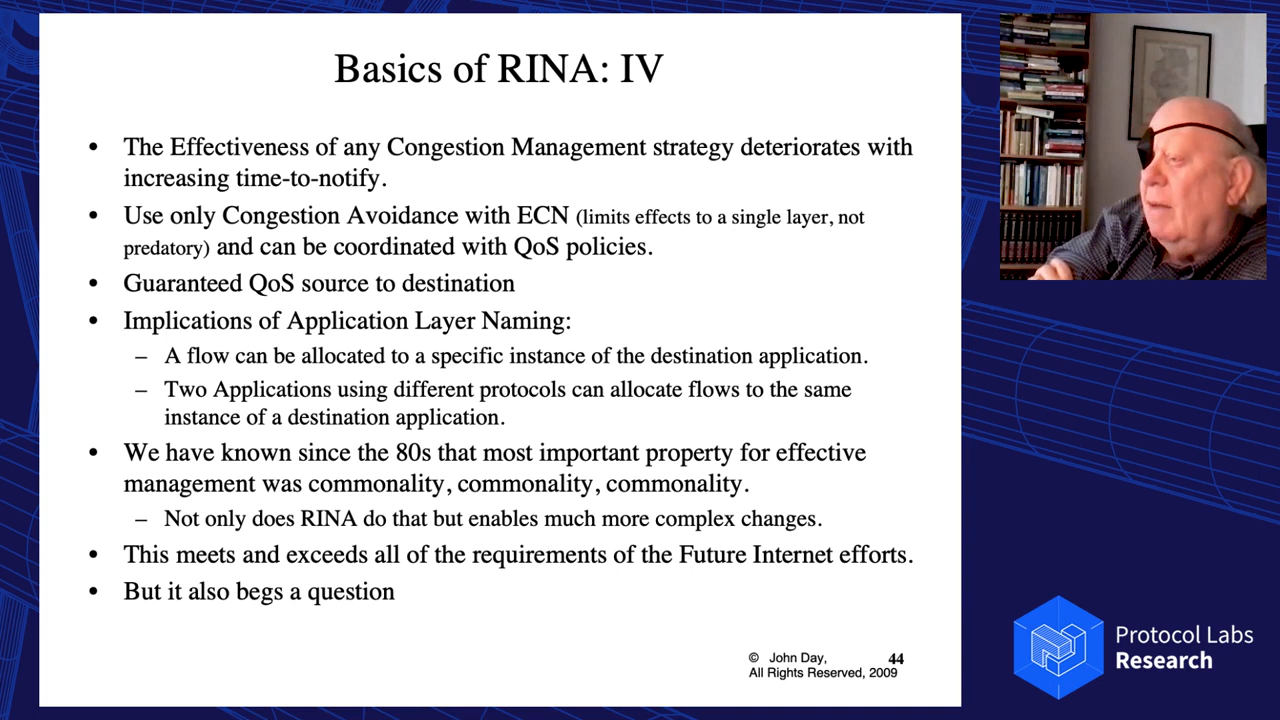 Basics of RINA: IV
• The Effectiveness of any Congestion Management strategy deteriorates with
increasing time-to-notify.
• Use only Congestion Avoidance with ECN (limits effects to a single layer, not
predatory) and can be coordinated with QoS policies.
• Guaranteed QoS source to destination
• Implications of Application Layer Naming:
– A flow can be allocated to a specific instance of the destination application.
– Two Applications using different protocols can allocate flows to the same
instance of a destination application.
• We have known since the 80s that most important property for effective
management was commonality, commonality, commonality.
– Not only does RINA do that but enables much more complex changes.
• This meets and exceeds all of the requirements of the Future Internet efforts.
• But it also begs a question
© John Day, 44
All Rights Reserved, 2009
Protocol Labs
Research